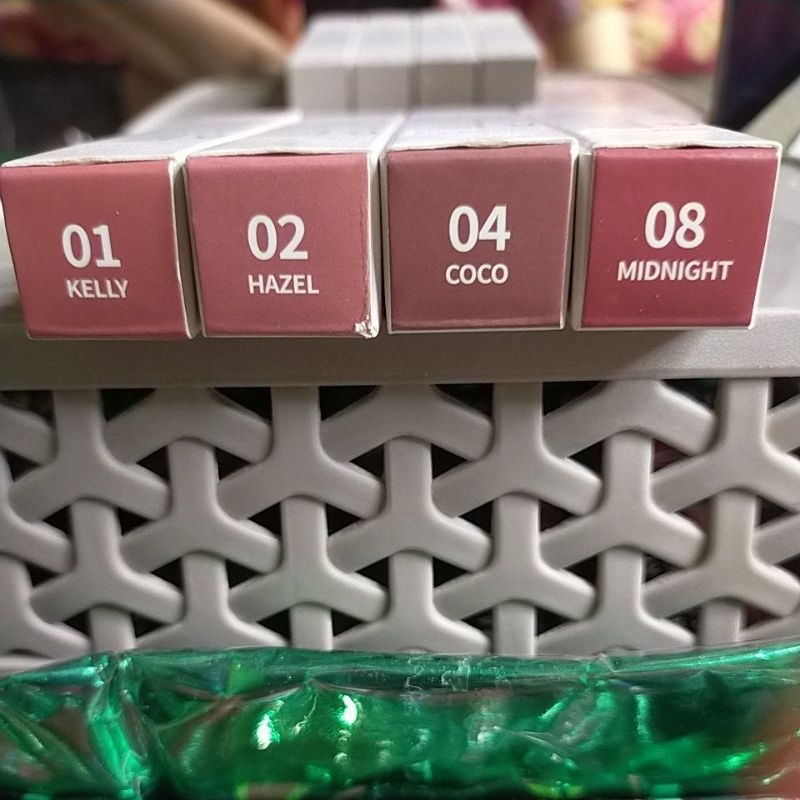 01
KELLY
02
HAZEL
04
COCO
08
MIDNIGHT